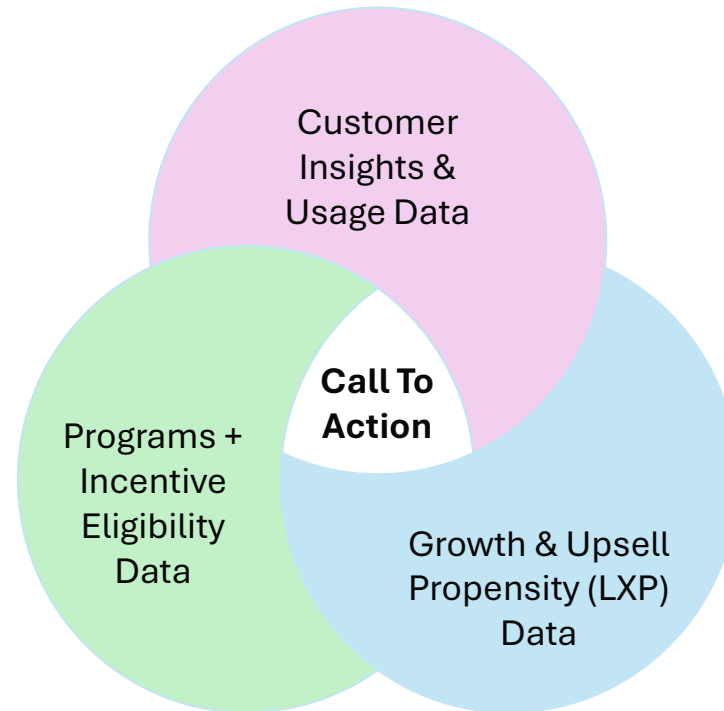 Customer
Insights &
Usage Data
Call To
Action
Programs +
Incentive
Eligibility
Data
Growth & Upsell
Propensity (LXP)
Data